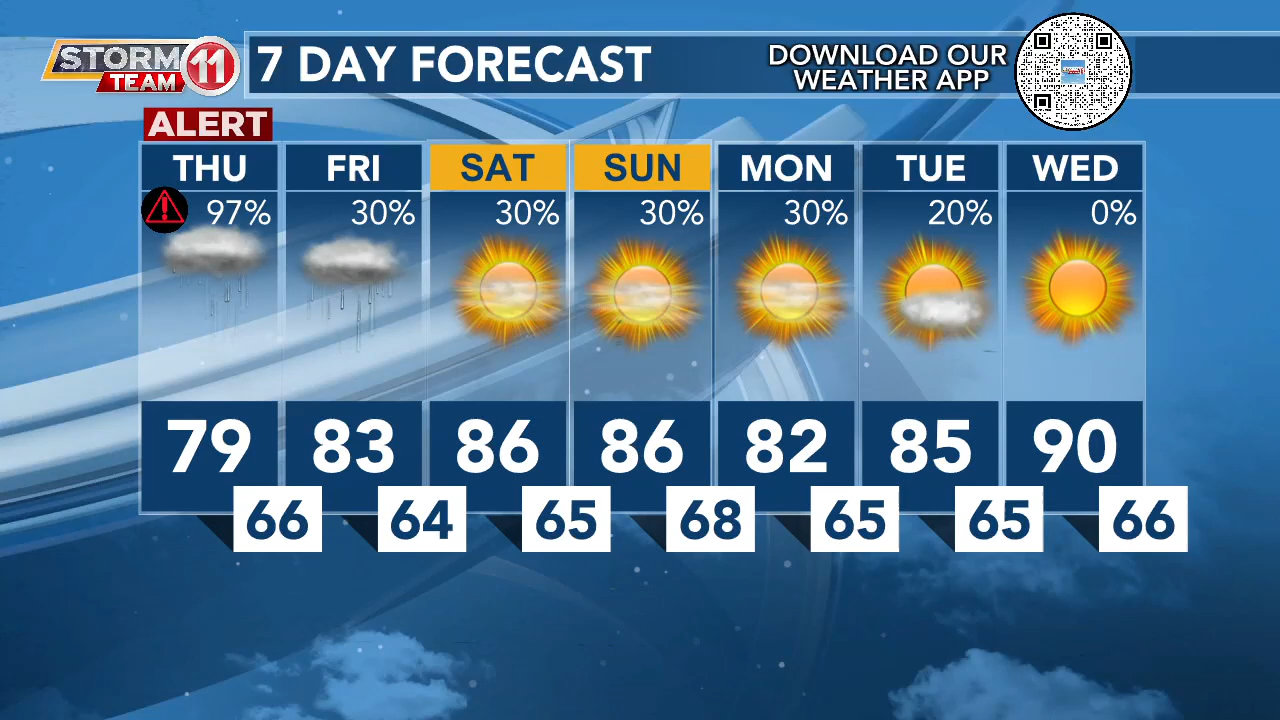 STORM
TEAM
11
7 DAY FORECAST
DOWNLOAD OUR
WEATHER APP
ALERT
THU FRI SAT SUN MON TUE WED
97% 30% 30% 30% 30% 20% 0%
79 83 86 86 82 85 90
66 64 65 68 65 65 66